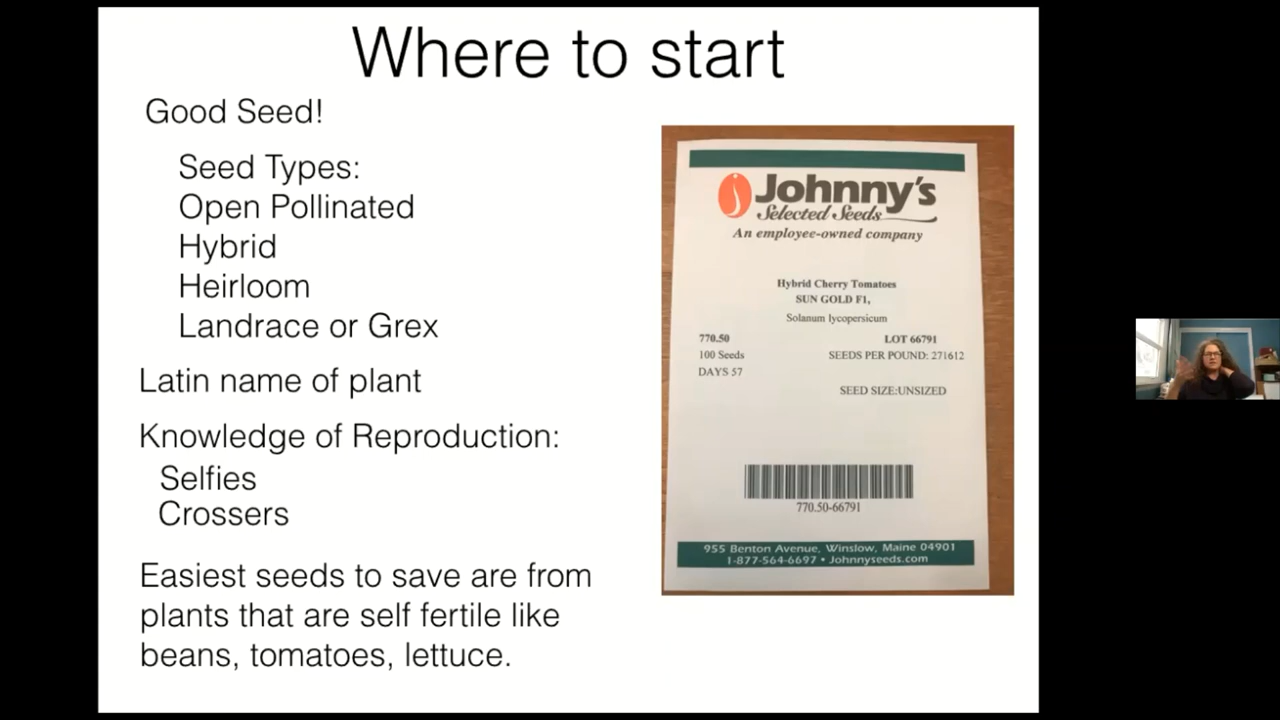 Where to start
Good Seed!
Seed Types:
Open Pollinated
Hybrid
Heirloom
Landrace or Grex
Latin name of plant
Knowledge of Reproduction:
Selfies
Crossers
Easiest seeds to save are from
plants that are self fertile like
beans, tomatoes, lettuce.
Johnny's
Selected Seeds
An employee-owned company
Hybrid Cherry Tomatoes
SUN GOLD F1,
Solanum lycopersicum
770.50 LOT 66791
100 Seeds SEEDS PER POUND: 271612
DAYS 57
SEED SIZE:UNSIZED
770.50-66791
955 Benton Avenue, Winslow, Maine 04901
1-877-564-6697 • Johnnyseeds.com